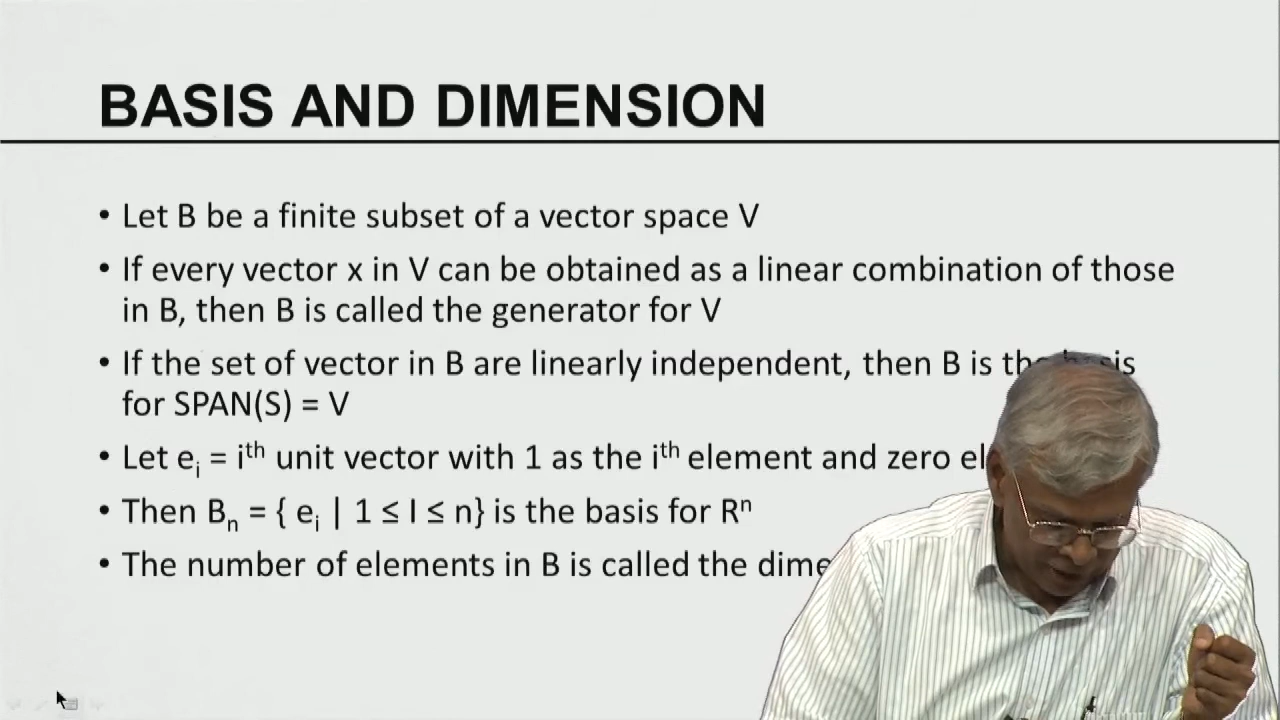 BASIS AND DIMENSION
• Let B be a finite subset of a vector space V
• If every vector x in V can be obtained as a linear combination of those
in B, then B is called the generator for V
• If the set of vector in B are linearly independent, then B is the basis
for SPAN(S) = V
• Let eᵢ = iᵗʰ unit vector with 1 as the iᵗʰ element and zero
• Then Bₙ = { eᵢ | 1 ≤ I ≤ n} is the basis for Rⁿ
• The number of elements in B is called the